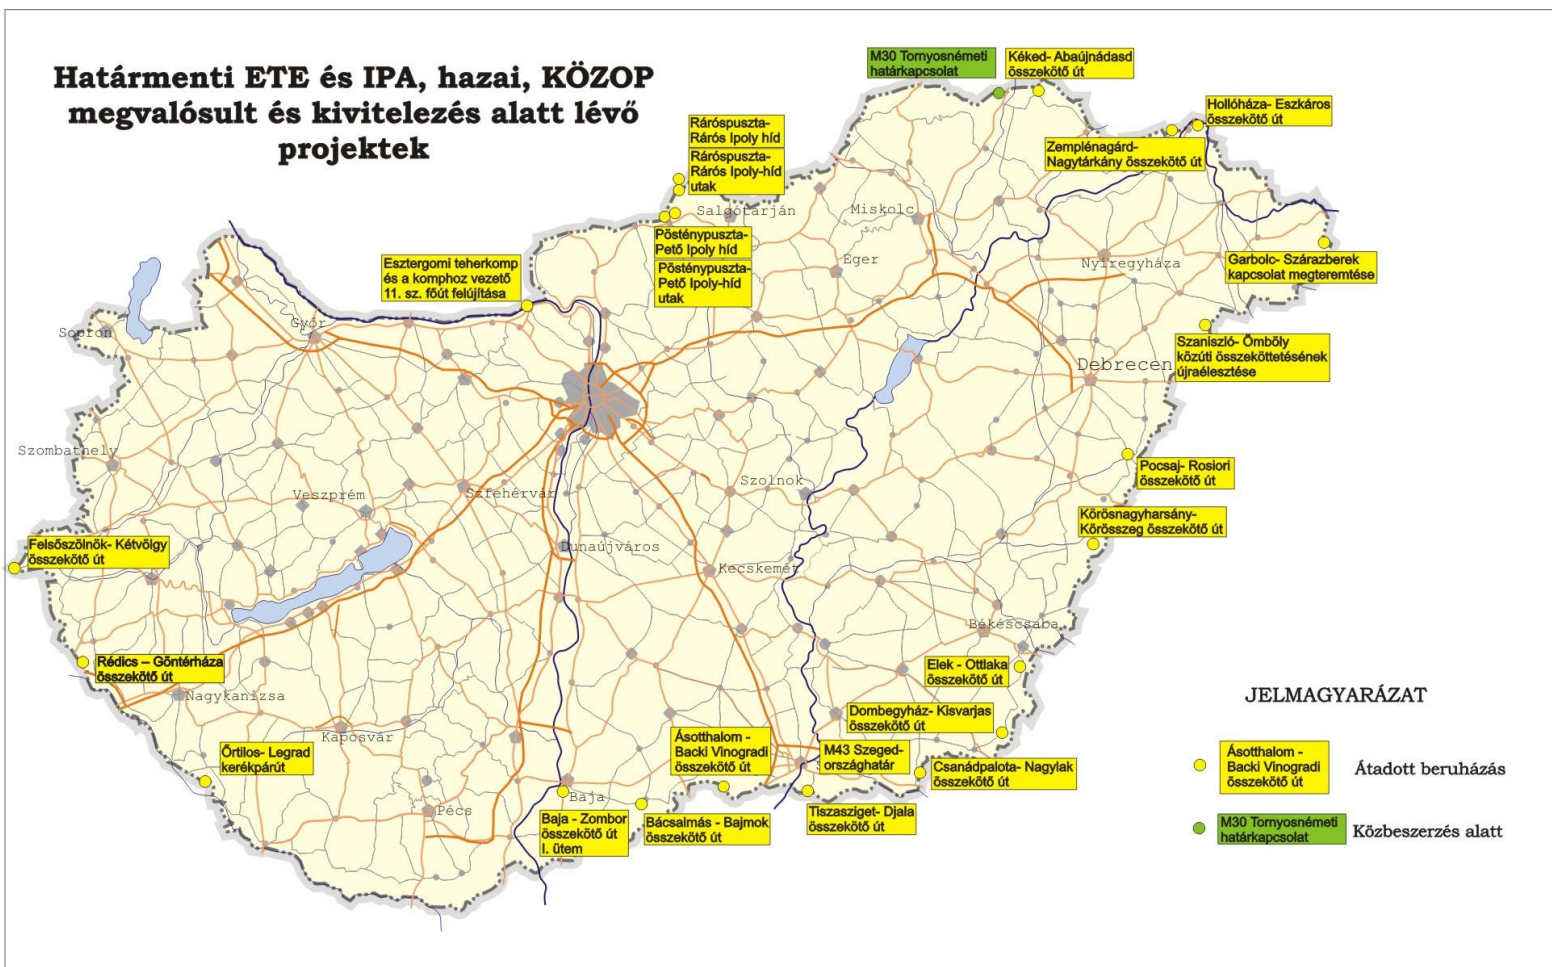 Határmenti ETE és IPA, hazai, KÖZOP
megvalósult és kivitelezés alatt lévő
projektek
M30 Tornyosnémeti
határkapcsolat
Kéked- Abaújnádasd
összekötő út
Hollóháza- Eszkáros
összekötő út
Zemplénagárd-
Nagytárkány összekötő út
Ráróspuszta-
Rárós Ipoly híd
Ráróspuszta-
Rárós Ipoly-híd
utak
Salgótarján
Miskolc
Pösténypuszta-
Pető Ipoly híd
Pösténypuszta-
Pető Ipoly-híd
utak
Eger
Nyíregyháza
Garbolc- Szárazberek
kapcsolat megteremtése
Esztergomi teherkomp
és a komphoz vezető
11. sz. főút felújítása
Sopron
Győr
Szaniszló- Ömböly
közúti összeköttetésének
újraélesztése
Debrecen
Szombathely
Pocsaj- Rosiori
összekötő út
Veszprém
Szfehérvár
Szolnok
Körösnagyharsány-
Körösszeg összekötő út
Felsőszölnök- Kétvölgy
összekötő út
Dunaújváros
Kecskemét
Békéscsaba
Rédics – Göntérháza
összekötő út
Nagykanizsa
Elek - Ottlaka
összekötő út
Kaposvár
Dombegyház- Kisvarjas
összekötő út
Őrtilos- Legrad
kerékpárút
Ásotthalom -
Backi Vinogradi
összekötő út
M43 Szeged-
országhatár
Csanádpalota- Nagylak
összekötő út
Pécs
Baja
Baja - Zombor
összekötő út
I. ütem
Bácsalmás - Bajmok
összekötő út
Tiszasziget- Djala
összekötő út
JELMAGYARÁZAT
Ásotthalom -
Backi Vinogradi
összekötő út
Átadott beruházás
M30 Tornyosnémeti
határkapcsolat
Közbeszerzés alatt